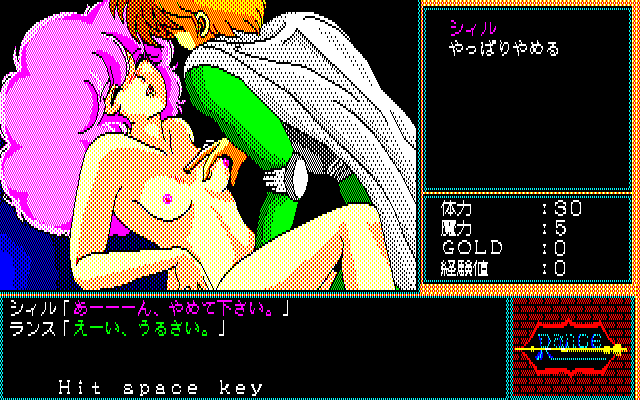 シィル
やっぱりやめる
体力 :30
魔力 :5
GOLD :0
経験値 :0
シィル「あーーーん、やめて下さい。」
ランス「えーい、うるさい。」
Rance
Hit space key